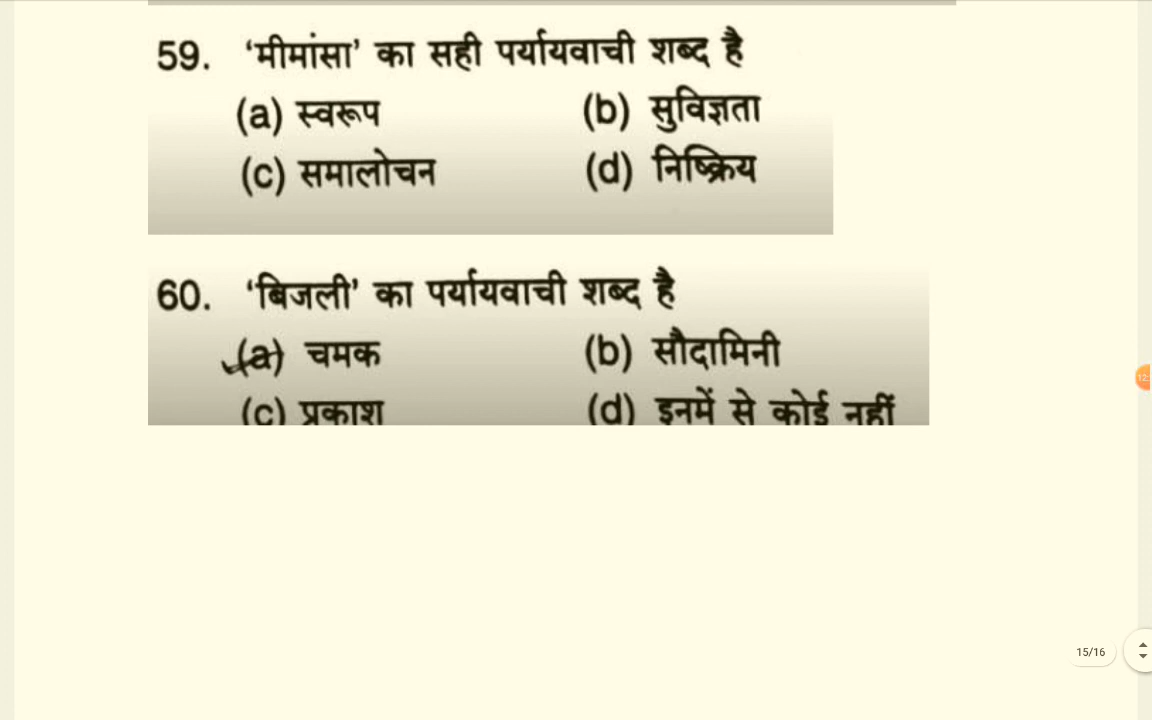 59. 'मीमांसा' का सही पर्यायवाची शब्द है
(a) स्वरूप (b) सुविज्ञता
(c) समालोचन (d) निष्क्रिय
60. 'बिजली' का पर्यायवाची शब्द है
(a) चमक (b) सौदामिनी
(c) प्रकाश (d) इनमें से कोई नहीं
12
15/16